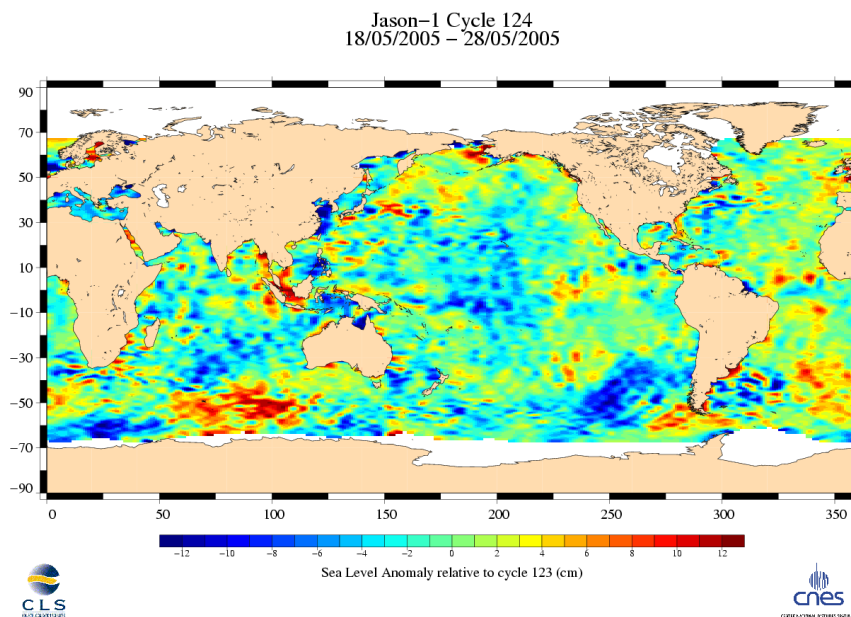 Jason−1 Cycle 124
18/05/2005 − 28/05/2005
90
70
50
30
10
−10
−30
−50
−70
−90
0 50 100 150 200 250 300 350
−12 −10 −8 −6 −4 −2 0 2 4 6 8 10 12
Sea Level Anomaly relative to cycle 123 (cm)
CLS
cnes